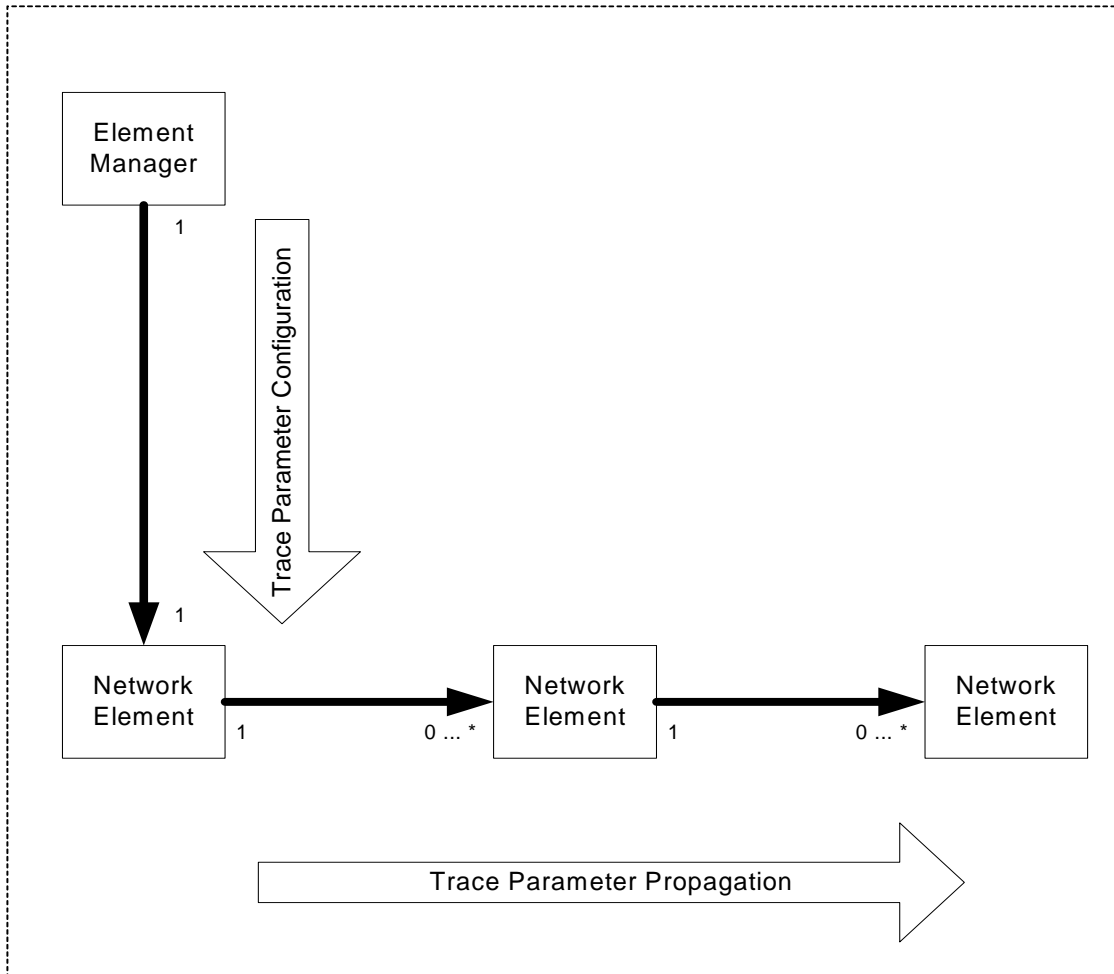 Element
Manager
1
Trace Parameter Configuration
1
Network
Element
1
0 ... *
Network
Element
1
0 ... *
Network
Element
Trace Parameter Propagation